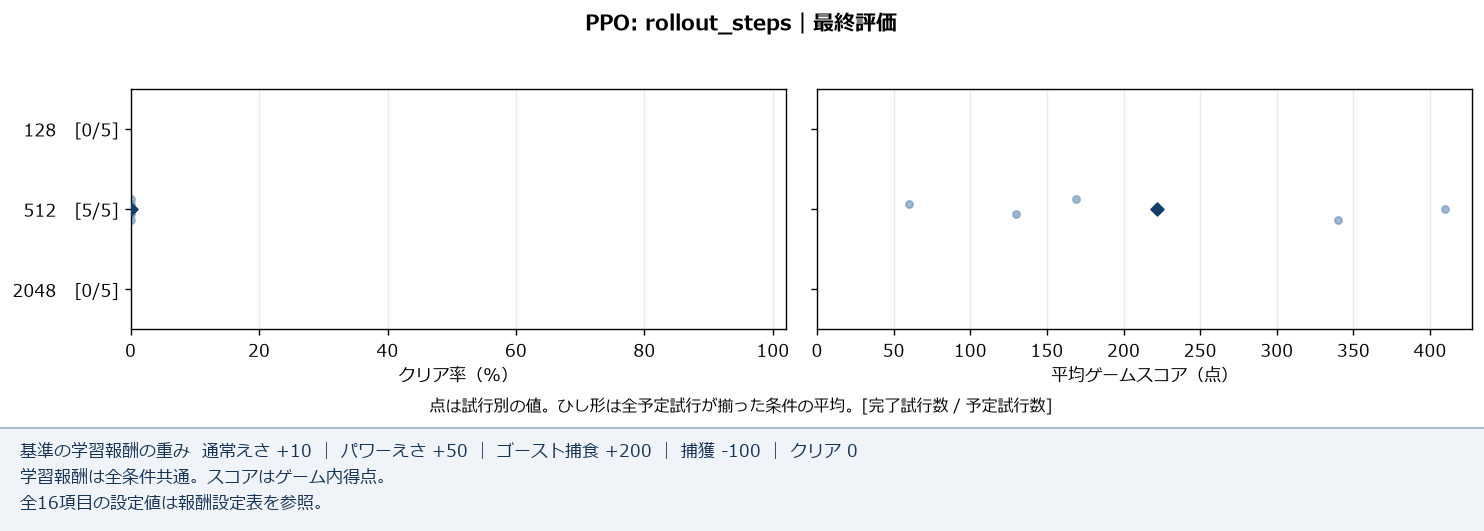 PPO: rollout_steps｜最終評価
128 [0/5]
512 [5/5]
2048 [0/5]
0 20 40 60 80 100
クリア率（%）
0 50 100 150 200 250 300 350 400
平均ゲームスコア（点）
点は試行別の値。ひし形は全予定試行が揃った条件の平均。[完了試行数 / 予定試行数]
基準の学習報酬の重み 通常えさ +10 ｜ パワーえさ +50 ｜ ゴースト捕食 +200 ｜ 捕獲 -100 ｜ クリア 0
学習報酬は全条件共通。スコアはゲーム内得点。
全16項目の設定値は報酬設定表を参照。